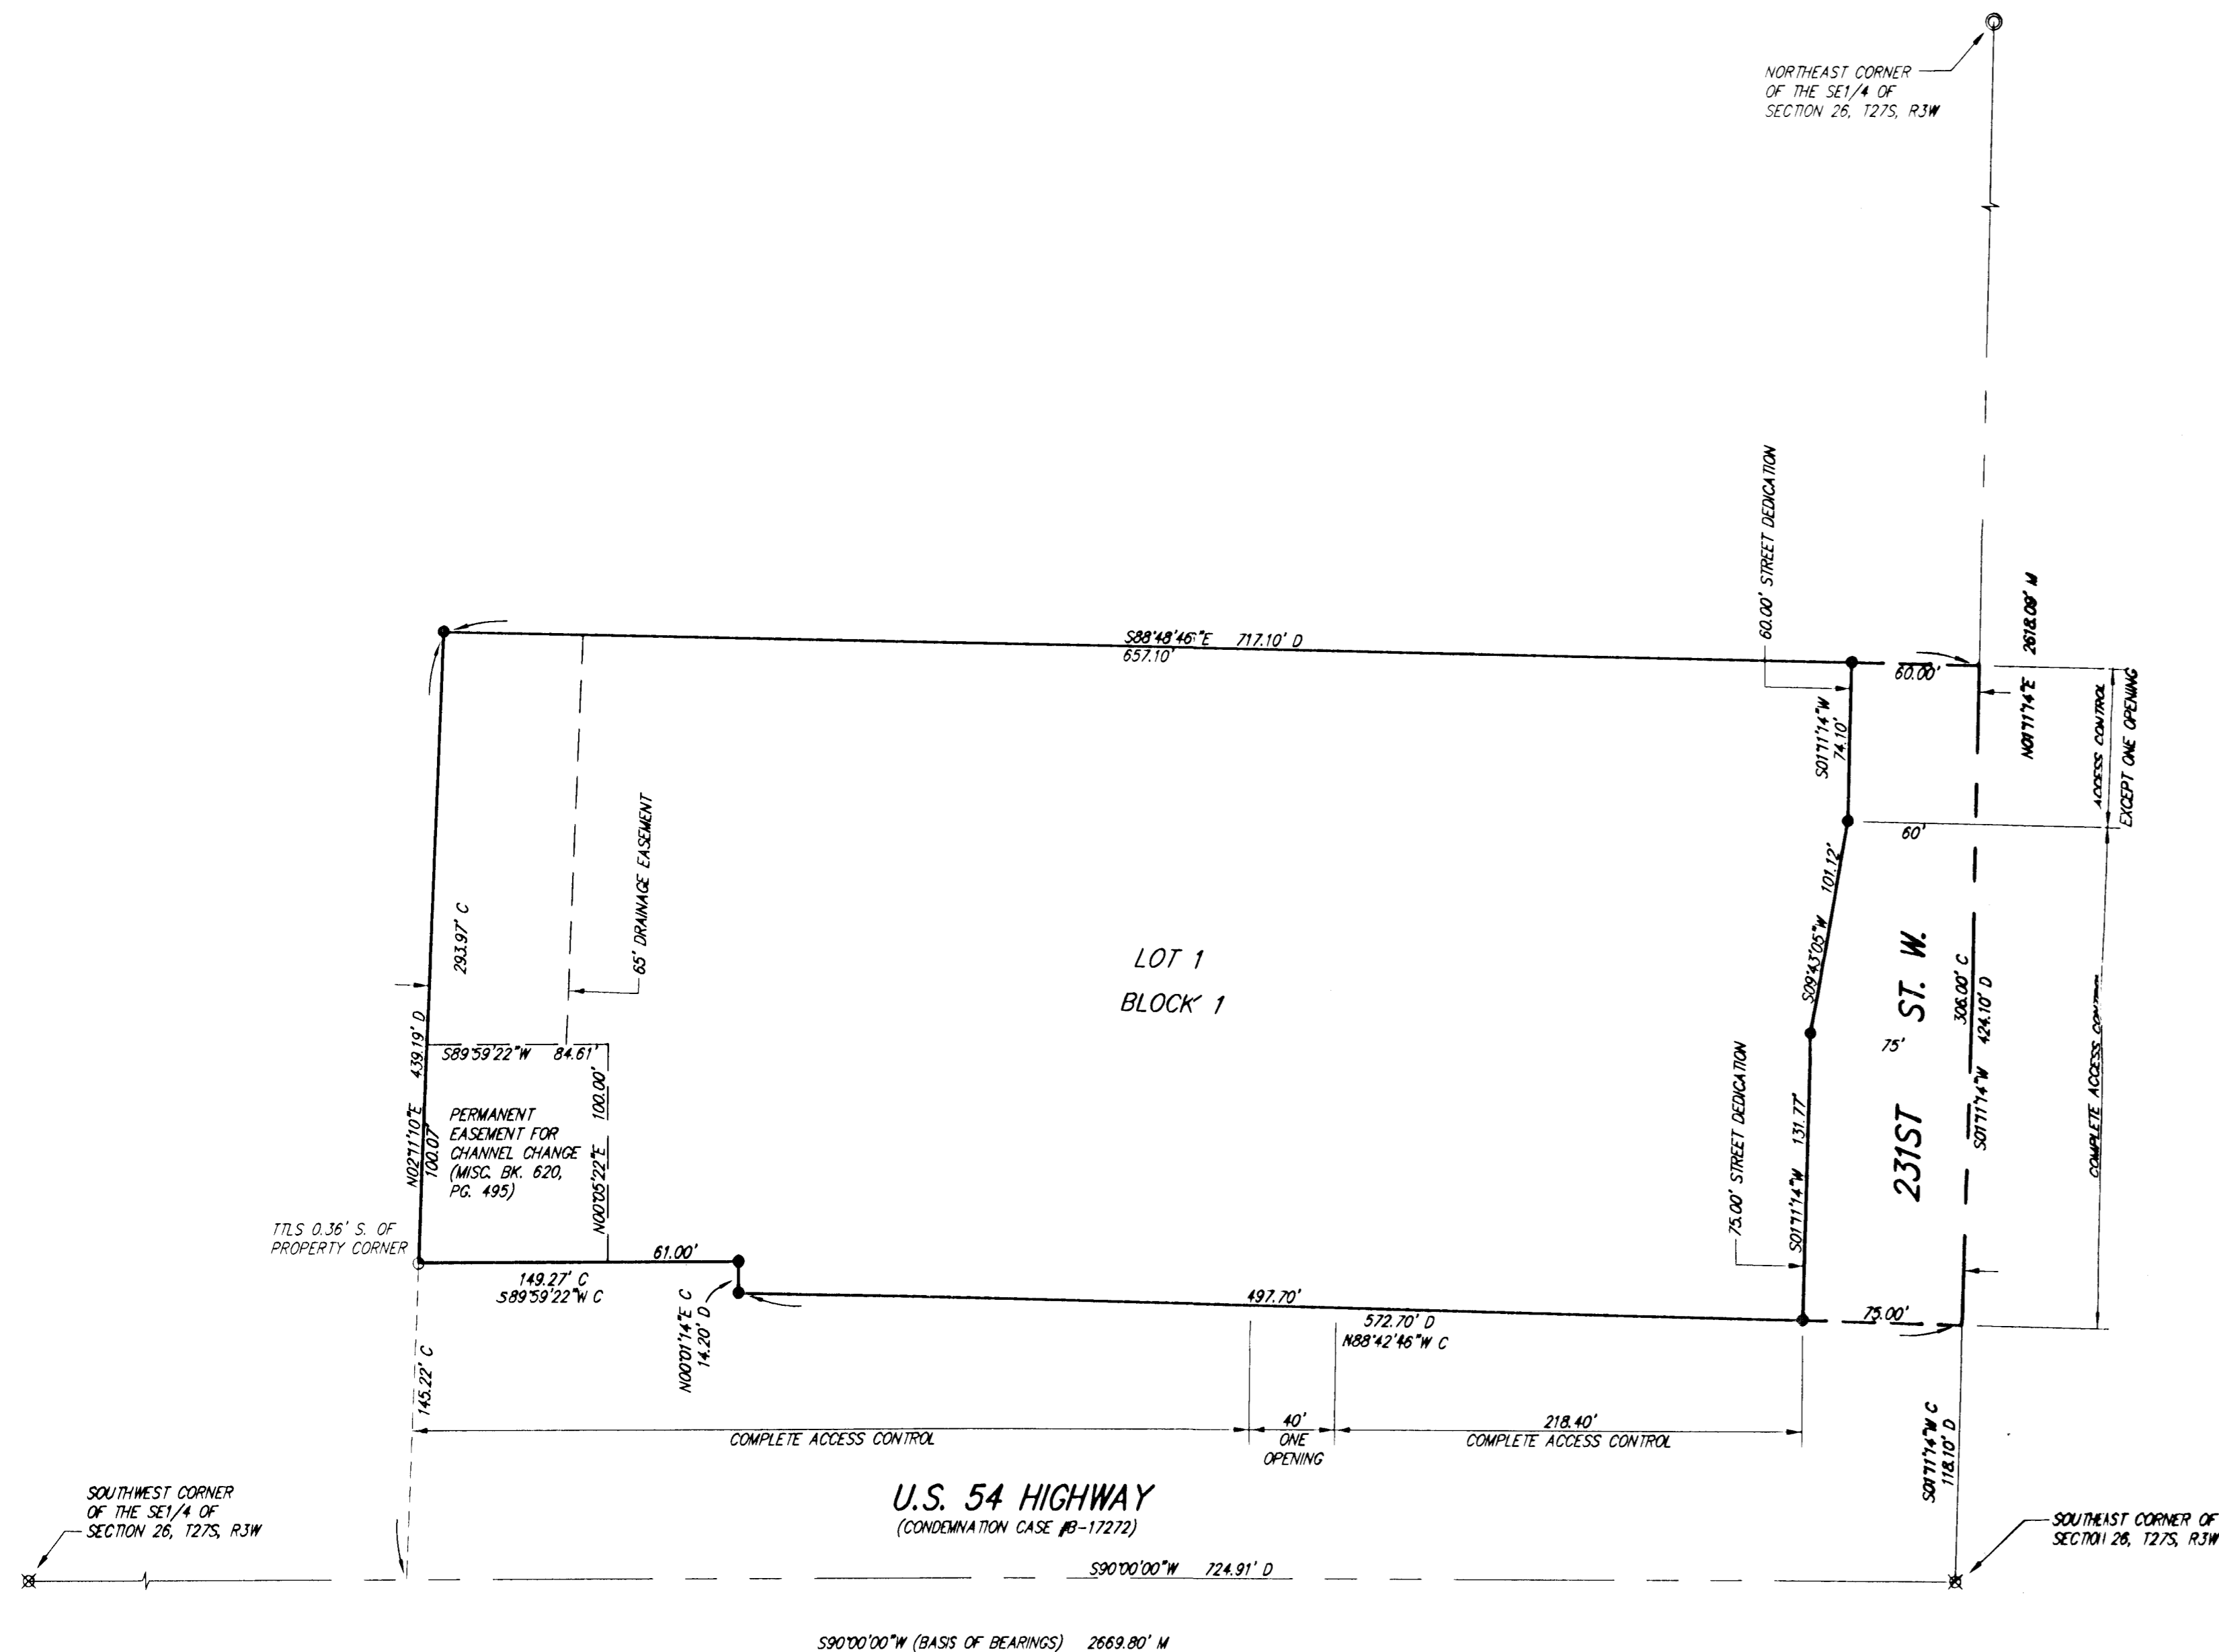 NORTHEAST CORNER
OF THE SE1/4 OF
SECTION 26, T27S, R3W
60.00' STREET DEDICATION
S88°48'46"E 717.10' D
657.10'
60.00'
N01°11'14"E 2618.09' M
S01°11'14"W
74.10'
ACCESS CONTROL
EXCEPT ONE OPENING
60'
65' DRAINAGE EASEMENT
293.97' C
S09°43'05"W 101.12'
LOT 1
BLOCK 1
231ST ST. W.
75'
306.00' C
S01°11'14"W 424.10' D
COMPLETE ACCESS CONTROL
N02°11'10"E 439.19' D
100.07'
S89°59'22"W 84.61'
N00°05'22"E 100.00'
PERMANENT
EASEMENT FOR
CHANNEL CHANGE
(MISC. BK. 620,
PG. 495)
75.00' STREET DEDICATION
S01°11'14"W 131.77'
TTLS 0.36' S. OF
PROPERTY CORNER
61.00'
149.27' C
S89°59'22"W C
N00°01'14"E C
14.20' D
497.70'
572.70' D
N88°42'46"W C
75.00'
145.22' C
COMPLETE ACCESS CONTROL
40'
ONE
OPENING
218.40'
COMPLETE ACCESS CONTROL
S01°11'14"W C
118.10' D
U.S. 54 HIGHWAY
(CONDEMNATION CASE #B-17272)
SOUTHWEST CORNER
OF THE SE1/4 OF
SECTION 26, T27S, R3W
SOUTHEAST CORNER OF
SECTION 26, T27S, R3W
S90°00'00"W 724.91' D
S90°00'00"W (BASIS OF BEARINGS) 2669.80' M